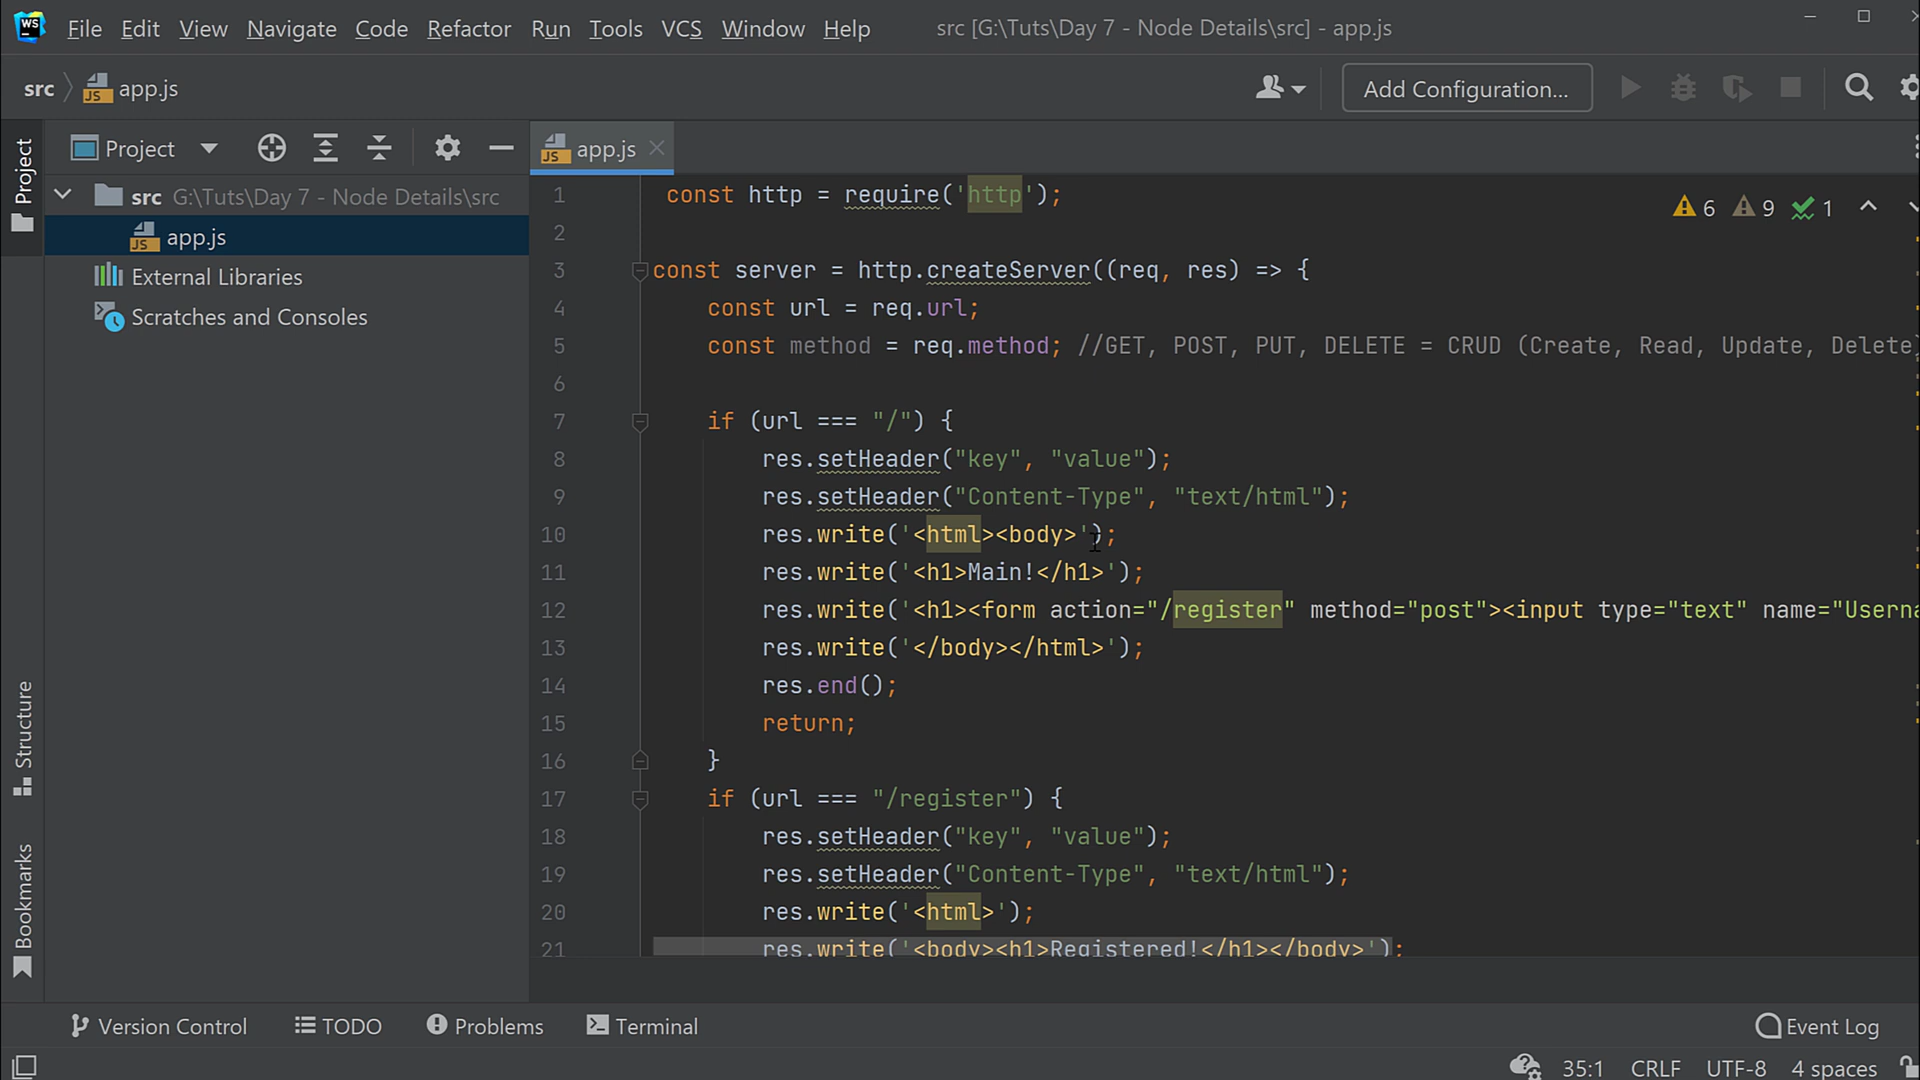 WS
File Edit View Navigate Code Refactor Run Tools VCS Window Help
src [G:\Tuts\Day 7 - Node Details\src] - app.js
src
JS app.js
Add Configuration...
Project
Project
JS app.js
src G:\Tuts\Day 7 - Node Details\src
JS app.js
External Libraries
Scratches and Consoles
6 9 1
1 const http = require('http');
2
3 const server = http.createServer((req, res) => {
4 const url = req.url;
5 const method = req.method; //GET, POST, PUT, DELETE = CRUD (Create, Read, Update, Delete
6
7 if (url === "/") {
8 res.setHeader("key", "value");
9 res.setHeader("Content-Type", "text/html");
10 res.write('<html><body>');
11 res.write('<h1>Main!</h1>');
12 res.write('<h1><form action="/register" method="post"><input type="text" name="Userna
13 res.write('</body></html>');
14 res.end();
15 return;
16 }
17 if (url === "/register") {
18 res.setHeader("key", "value");
19 res.setHeader("Content-Type", "text/html");
20 res.write('<html>');
21 res.write('<body><h1>Registered!</h1></body>');
Structure
Bookmarks
Version Control TODO Problems Terminal
Event Log
35:1 CRLF UTF-8 4 spaces